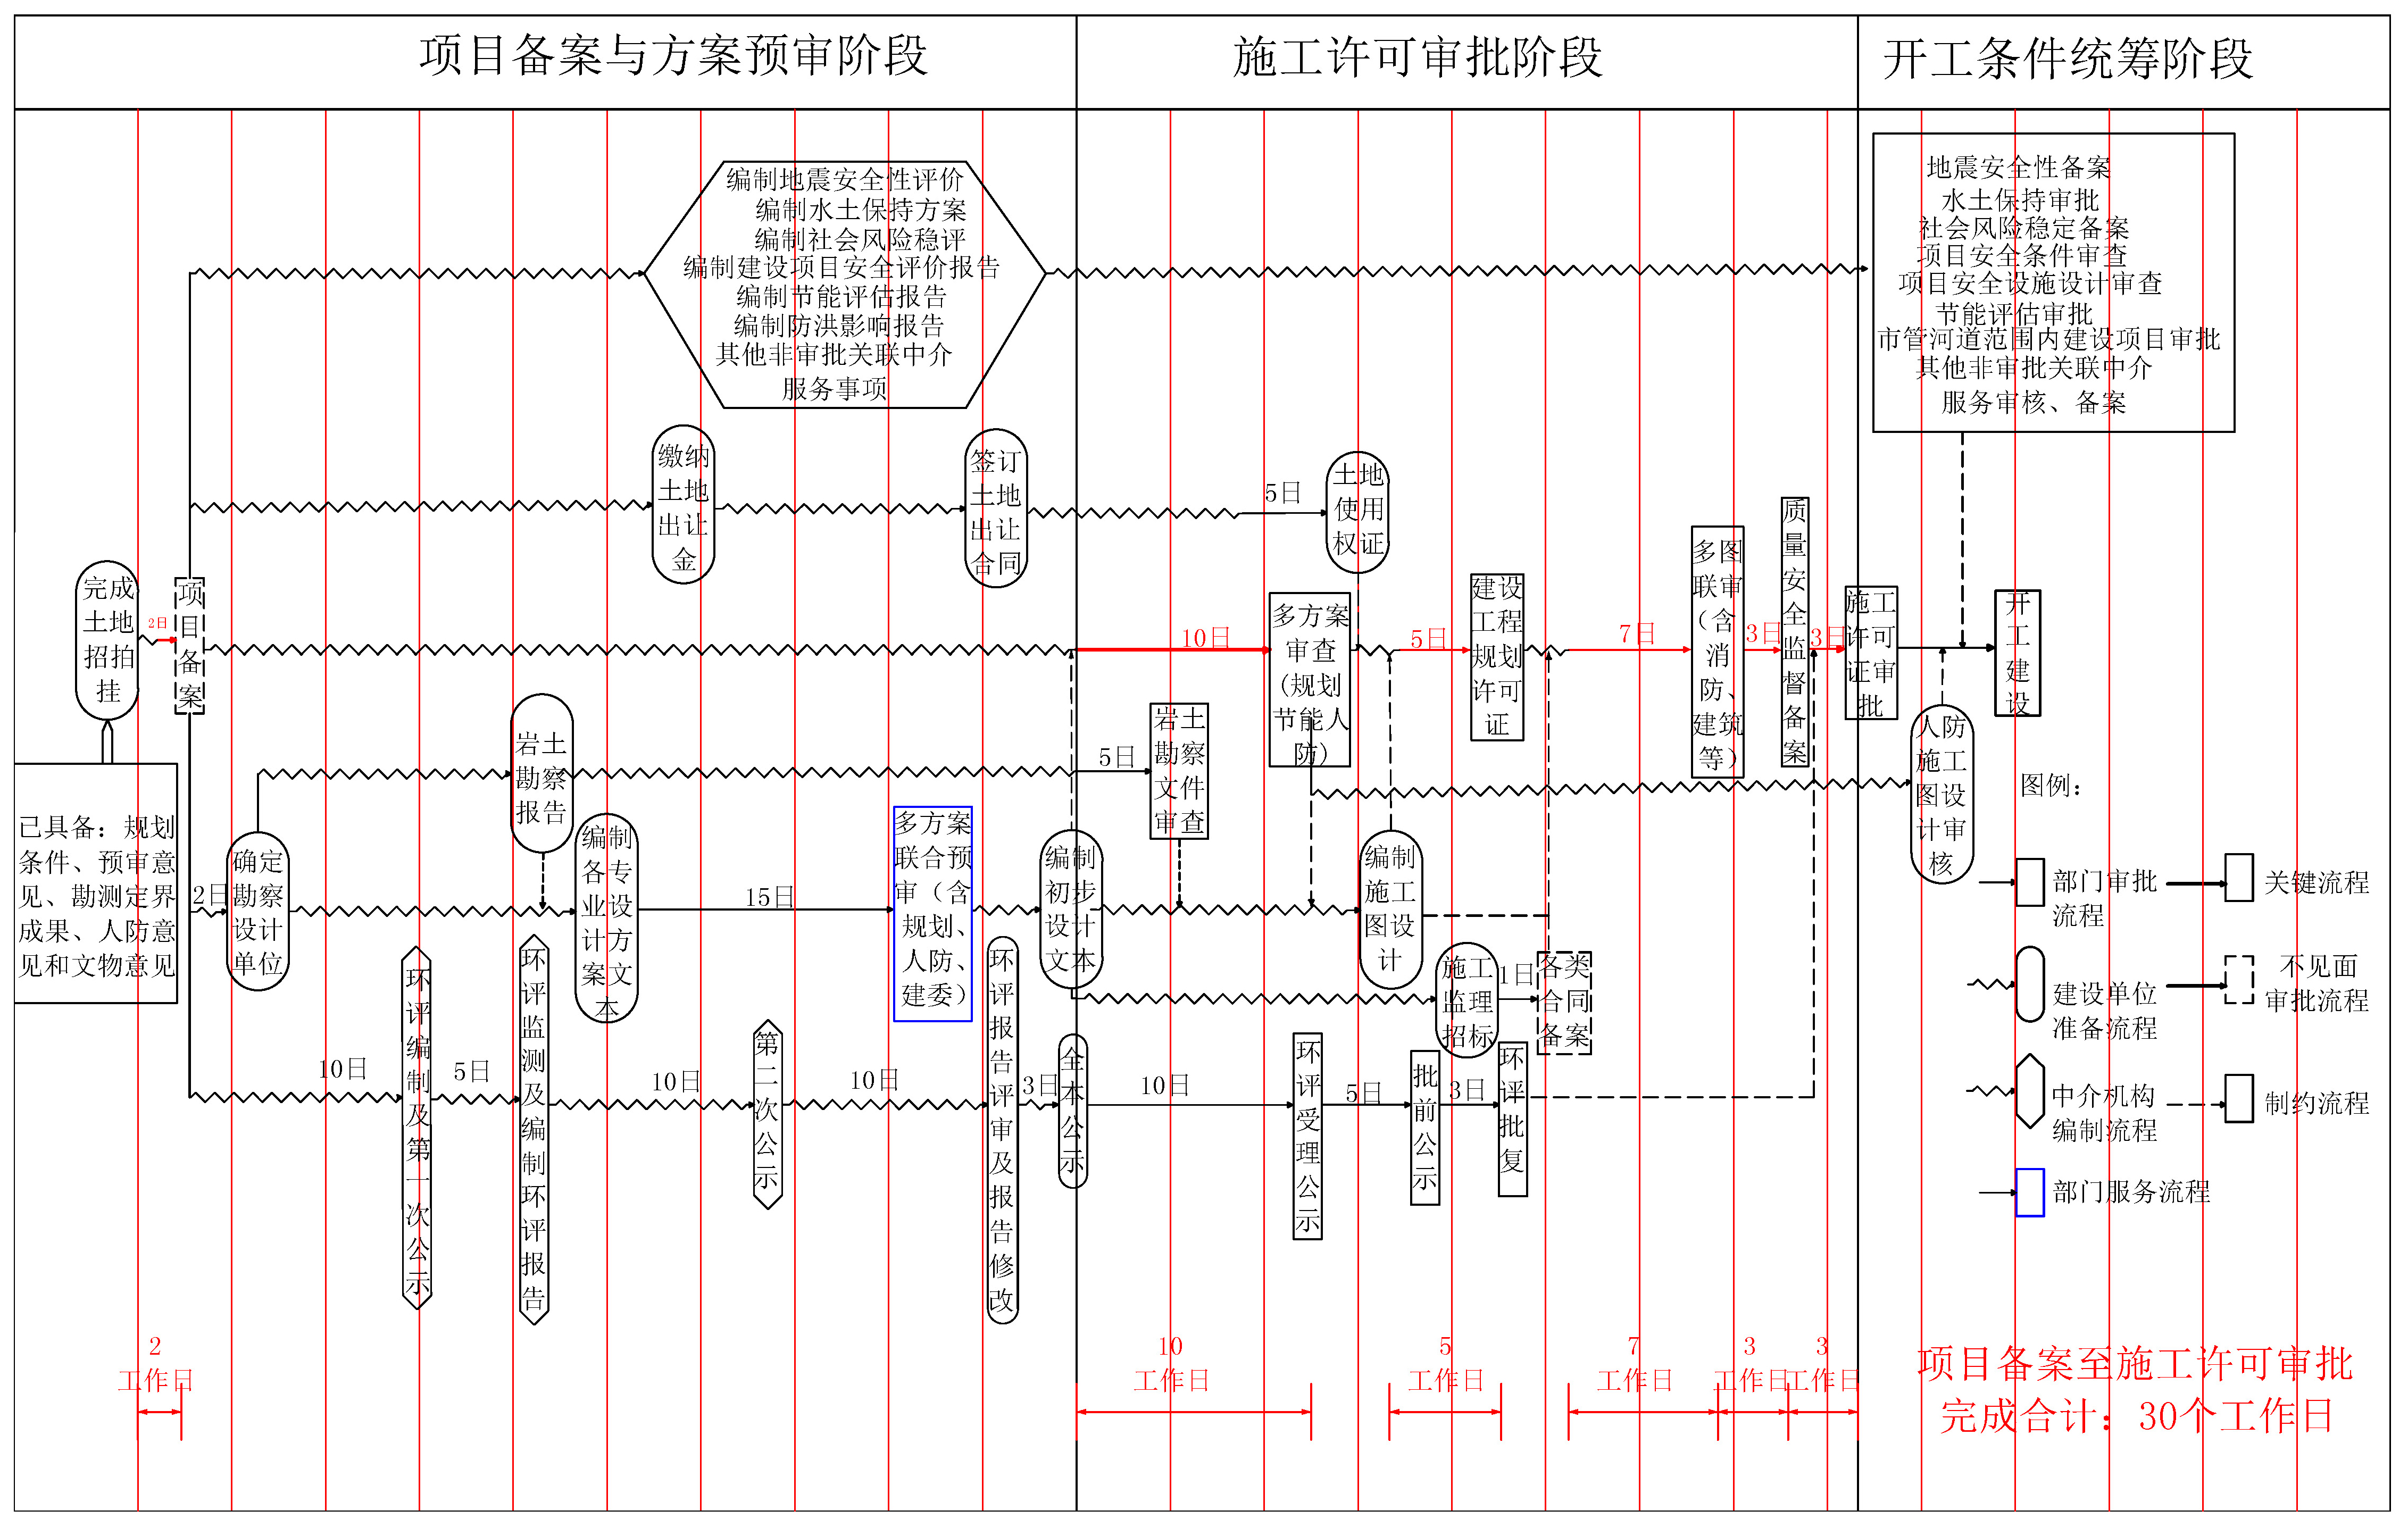 项目备案与方案预审阶段
施工许可审批阶段
开工条件统筹阶段
编制地震安全性评价
编制水土保持方案
编制社会风险稳评
编制建设项目安全评价报告
编制节能评估报告
编制防洪影响报告
其他非审批关联中介
服务事项
地震安全性备案
水土保持审批
社会风险稳定备案
项目安全条件审查
项目安全设施设计审查
节能评估审批
市管河道范围内建设项目审批
其他非审批关联中介
服务审核、备案
缴纳
土地
出让
金
签订
土地
出让
合同
5日
土地
使用
权证
完成
土地
招拍
挂
2日
项
目
备
案
10日
多方案
审查
(规划
节能人
防)
5日
建设
工程
规划
许可
证
7日
多图
联审
（含
消
防、
建筑
等）
3日
质
量
安
全
监
督
备
案
3日
施工
许可
证审
批
开
工
建
设
已具备：规划
条件、预审意
见、勘测定界
成果、人防意
见和文物意见
2日
确定
勘察
设计
单位
岩土
勘察
报告
5日
岩土
勘察
文件
审查
人防
施工
图设
计审
核
编制
各专
业设
计方
案文
本
15日
多方案
联合预
审（含
规划、
人防、
建委）
编制
初步
设计
文本
编制
施工
图设
计
施工
监理
招标
1日
各类
合同
备案
10日
环
评
编
制
及
第
一
次
公
示
5日
环
评
监
测
及
编
制
环
评
报
告
10日
第
二
次
公
示
10日
环
评
报
告
评
审
及
报
告
修
改
3日
全
本
公
示
10日
环
评
受
理
公
示
5日
批
前
公
示
3日
环
评
批
复
图例：
部门审批
流程
关键流程
建设单位
准备流程
不见面
审批流程
中介机构
编制流程
制约流程
部门服务流程
2
工作日
10
工作日
5
工作日
7
工作日
3
工作日
3
工作日
项目备案至施工许可审批
完成合计：30个工作日